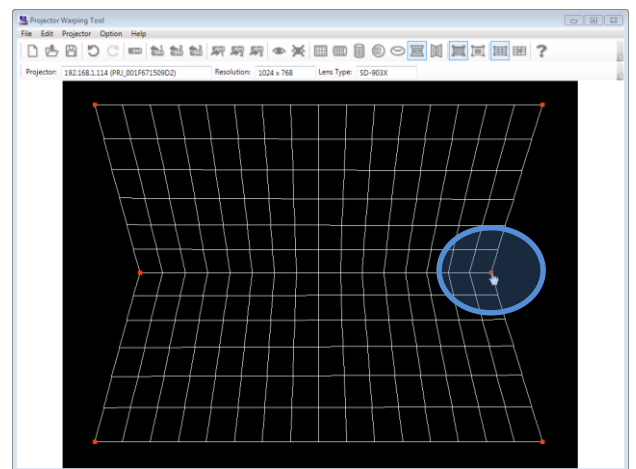 Projector Warping Tool
File Edit Projector Option Help
Projector: 192.168.1.114 (PRJ_001F671509D2) Resolution: 1024 x 768 Lens Type: SD-903X